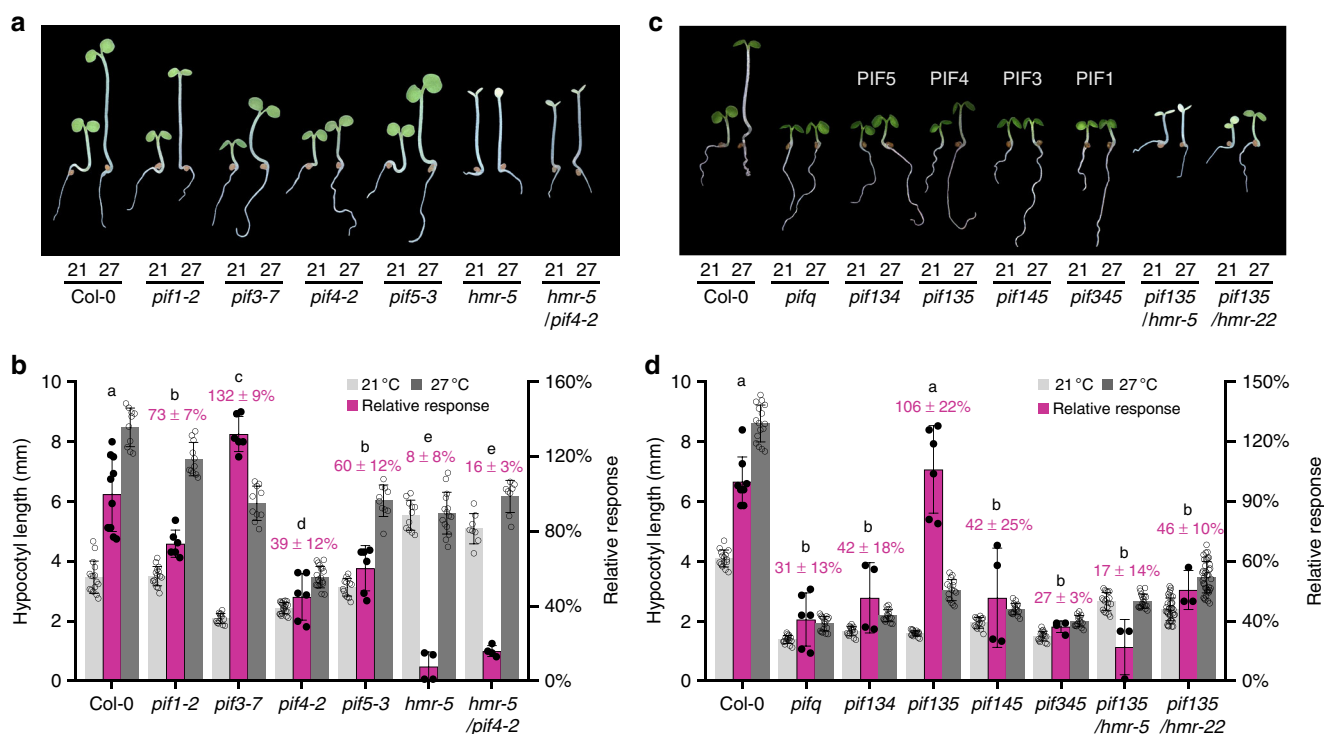 a
21 27 21 27 21 27 21 27 21 27 21 27 21 27
Col-0 pif1-2 pif3-7 pif4-2 pif5-3 hmr-5 hmr-5
/pif4-2
b
Hypocotyl length (mm)
10
8
6
4
2
0
a
b
73 ± 7%
c
132 ± 9%
d
39 ± 12%
b
60 ± 12%
e
8 ± 8%
e
16 ± 3%
21 °C 27 °C
Relative response
160%
120%
80%
40%
0%
Relative response
Col-0 pif1-2 pif3-7 pif4-2 pif5-3 hmr-5 hmr-5
/pif4-2
c
PIF5 PIF4 PIF3 PIF1
21 27 21 27 21 27 21 27 21 27 21 27 21 27 21 27
Col-0 pifq pif134 pif135 pif145 pif345 pif135 pif135
/hmr-5 /hmr-22
d
Hypocotyl length (mm)
10
8
6
4
2
0
a
b
31 ± 13%
b
42 ± 18%
a
106 ± 22%
b
42 ± 25%
b
27 ± 3%
b
17 ± 14%
b
46 ± 10%
21 °C 27 °C
Relative response
150%
120%
90%
60%
40%
0%
Relative response
Col-0 pifq pif134 pif135 pif145 pif345 pif135 pif135
/hmr-5 /hmr-22